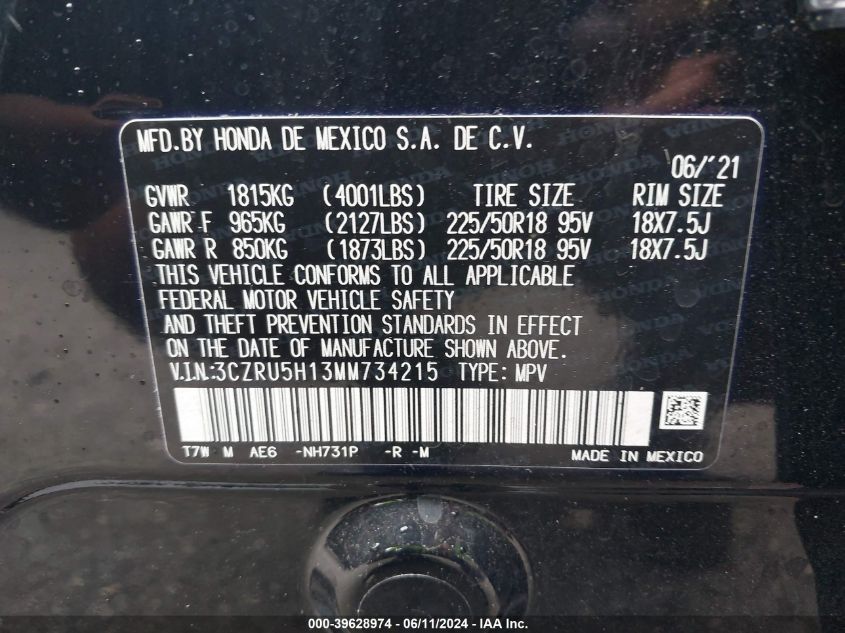 MFD.BY HONDA DE MEXICO S.A. DE C.V.
06/'21
GVWR 1815KG (4001LBS) TIRE SIZE RIM SIZE
GAWR F 965KG (2127LBS) 225/50R18 95V 18X7.5J
GAWR R 850KG (1873LBS) 225/50R18 95V 18X7.5J
THIS VEHICLE CONFORMS TO ALL APPLICABLE
FEDERAL MOTOR VEHICLE SAFETY
AND THEFT PREVENTION STANDARDS IN EFFECT
ON THE DATE OF MANUFACTURE SHOWN ABOVE.
V.I.N:3CZRU5H13MM734215 TYPE: MPV
T7W M AE6 -NH731P -R -M
MADE IN MEXICO
000-39628974 - 06/11/2024 - IAA Inc.